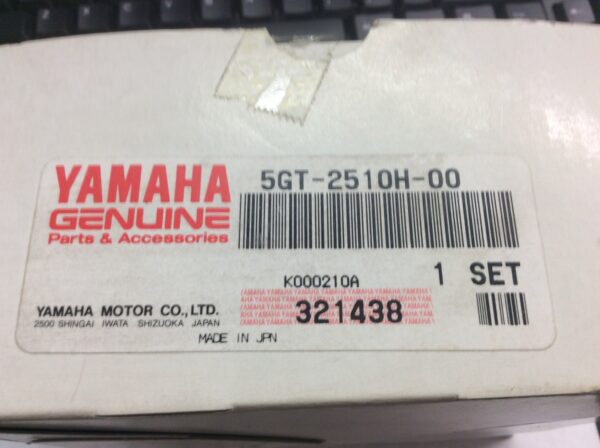 YAMAHA
GENUINE
Parts & Accessories
5GT-2510H-00
K000210A
1 SET
YAMAHA MOTOR CO., LTD.
2500 SHINGAI IWATA SHIZUOKA JAPAN
321438
MADE IN JPN